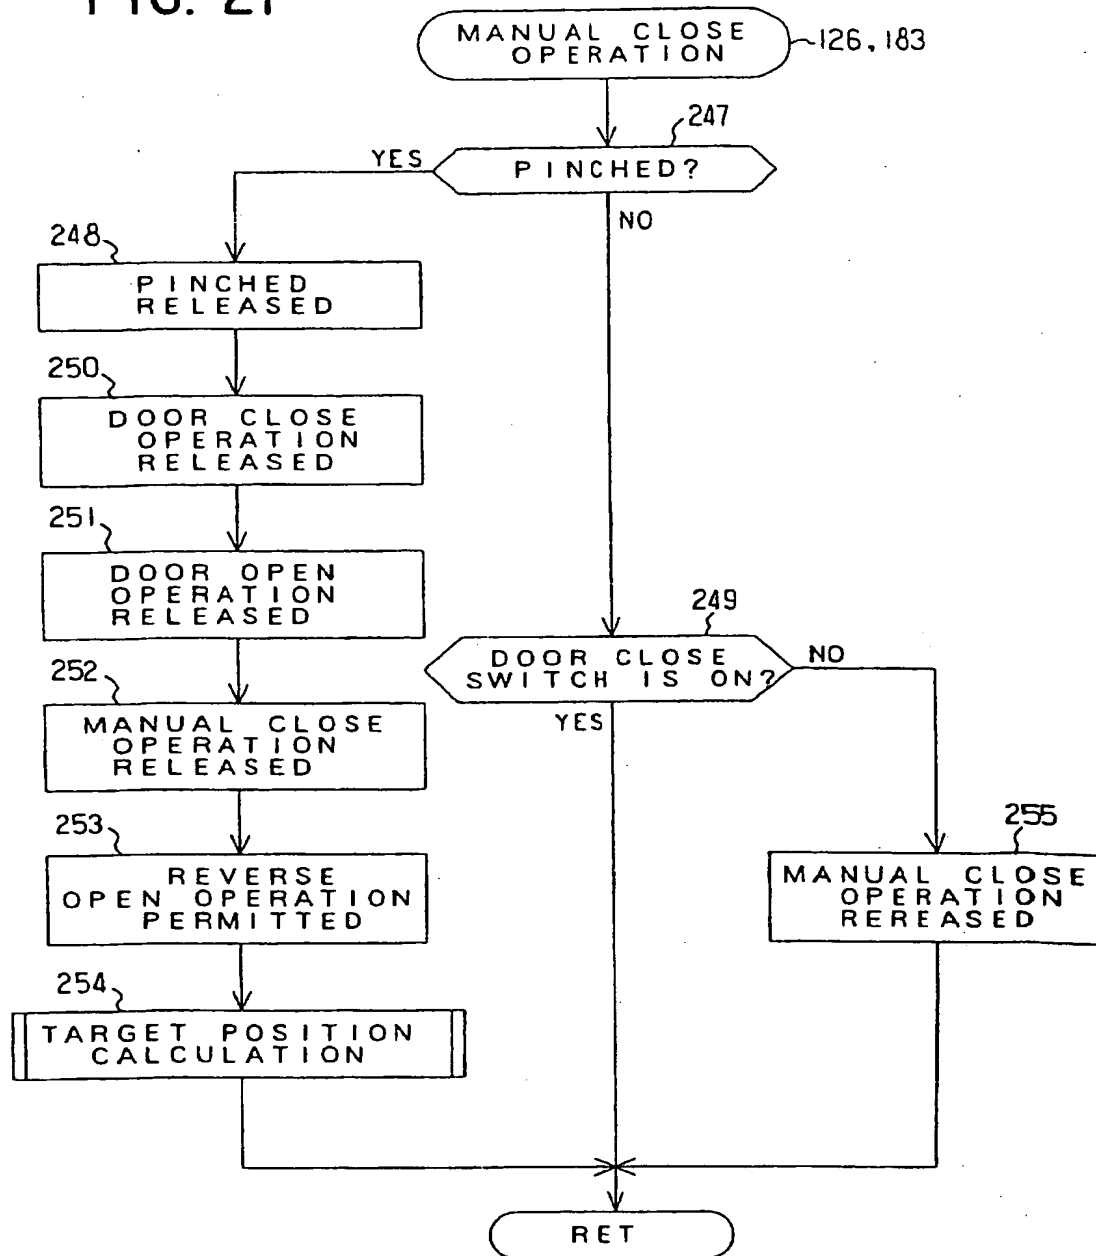 FIG. 21
MANUAL CLOSE
OPERATION
126, 183
247
PINCHED?
YES
NO
248
PINCHED
RELEASED
250
DOOR CLOSE
OPERATION
RELEASED
251
DOOR OPEN
OPERATION
RELEASED
249
DOOR CLOSE
SWITCH IS ON?
NO
YES
252
MANUAL CLOSE
OPERATION
RELEASED
253
REVERSE
OPEN OPERATION
PERMITTED
255
MANUAL CLOSE
OPERATION
REREASED
254
TARGET POSITION
CALCULATION
RET